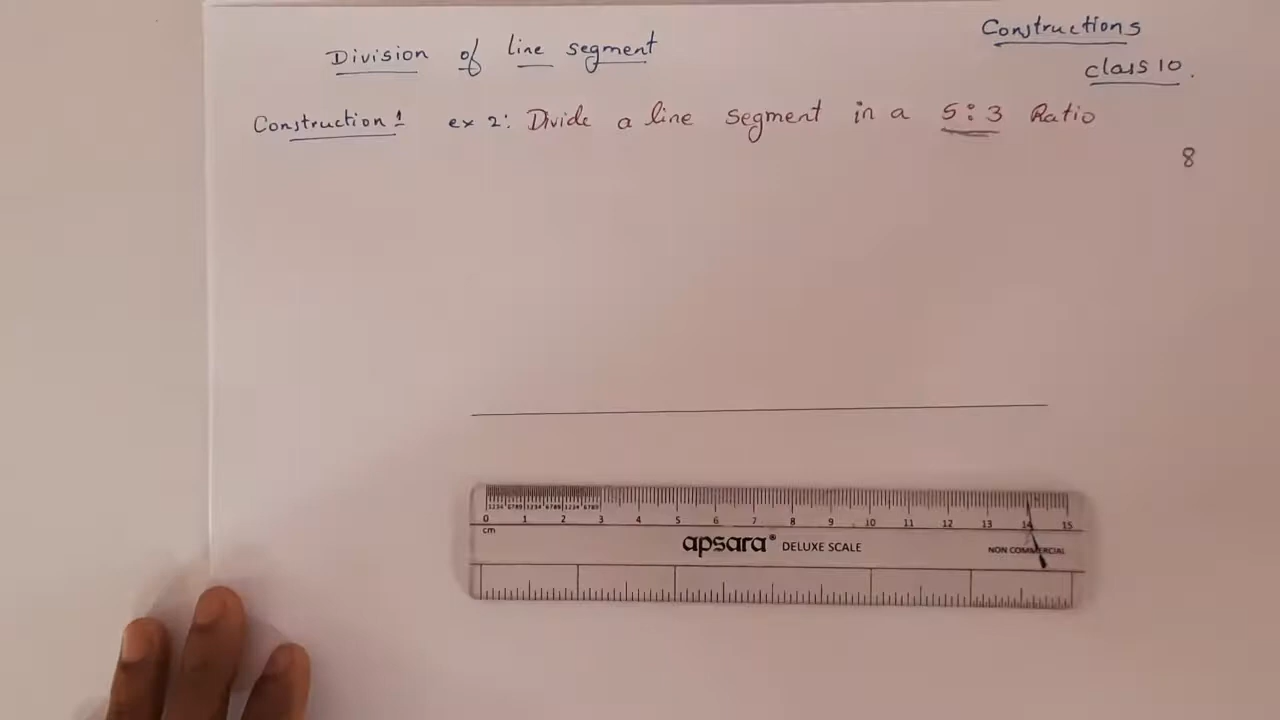 Constructions
Division of line segment
class 10.
Construction 1 ex 2: Divide a line segment in a 5:3 Ratio
8
0 1 2 3 4 5 6 7 8 9 10 11 12 13 14 15
cm
apsara® DELUXE SCALE NON COMMERCIAL